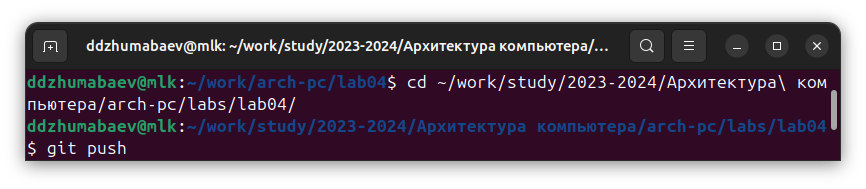 ddzhumabaev@mlk: ~/work/study/2023-2024/Архитектура компьютера/…
ddzhumabaev@mlk:~/work/arch-pc/lab04$ cd ~/work/study/2023-2024/Архитектура\ ком
пьютера/arch-pc/labs/lab04/
ddzhumabaev@mlk:~/work/study/2023-2024/Архитектура компьютера/arch-pc/labs/lab04
$ git push